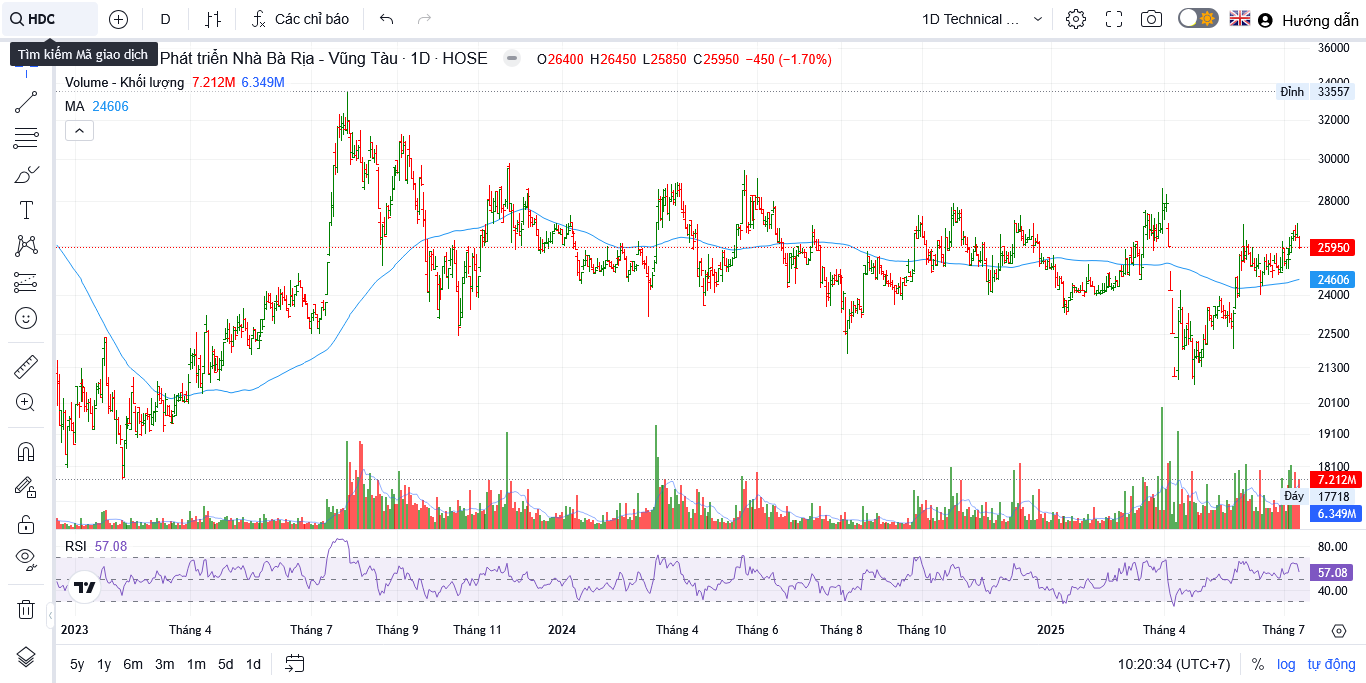 HDC D Các chỉ báo 1D Technical ... Hướng dẫn
Tìm kiếm Mã giao dịch
Phát triển Nhà Bà Rịa - Vũng Tàu · 1D · HOSE O26400 H26450 L25850 C25950 −450 (−1.70%)
Volume - Khối lượng 7.212M 6.349M
MA 24606
36000
34000
Đỉnh 33557
32000
30000
28000
25950
24606
24000
22500
21300
20100
19100
18100
7.212M
Đáy 17718
6.349M
RSI 57.08
80.00
57.08
40.00
2023 Tháng 4 Tháng 7 Tháng 9 Tháng 11 2024 Tháng 4 Tháng 6 Tháng 8 Tháng 10 2025 Tháng 4 Tháng 7
5y 1y 6m 3m 1m 5d 1d 10:20:34 (UTC+7) % log tự động